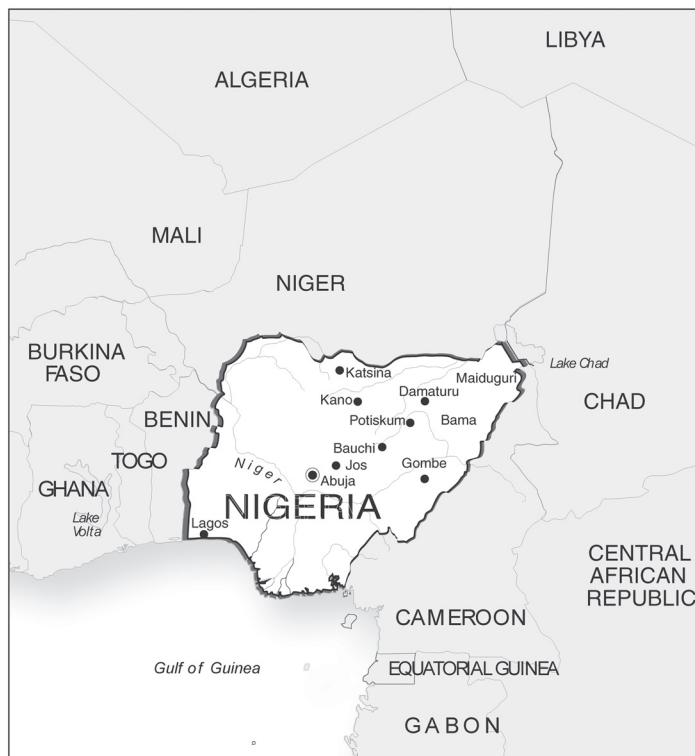 LIBYA
ALGERIA
MALI
NIGER
BURKINA
FASO
Lake Chad
Katsina
Maiduguri
Kano
Damaturu
CHAD
BENIN
Potiskum
Bama
Bauchi
TOGO
Niger
Jos
Gombe
GHANA
Abuja
NIGERIA
Lake
Volta
Lagos
CENTRAL
AFRICAN
REPUBLIC
CAMEROON
Gulf of Guinea
EQUATORIAL GUINEA
GABON